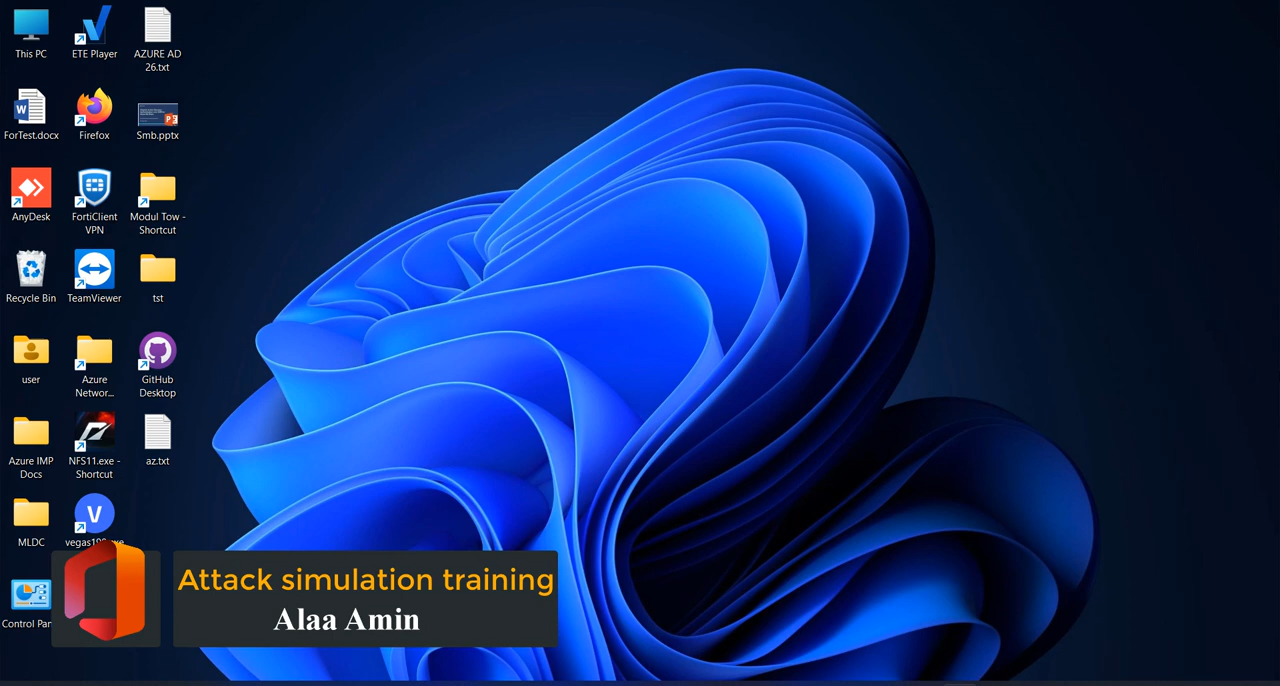 This PC
ETE Player
AZURE AD
26.txt
ForTest.docx
Firefox
Smb.pptx
AnyDesk
FortiClient
VPN
Modul Tow -
Shortcut
Recycle Bin
TeamViewer
tst
user
Azure
Networ...
GitHub
Desktop
Azure IMP
Docs
NFS11.exe -
Shortcut
az.txt
MLDC
V
Control
Attack simulation training
Alaa Amin